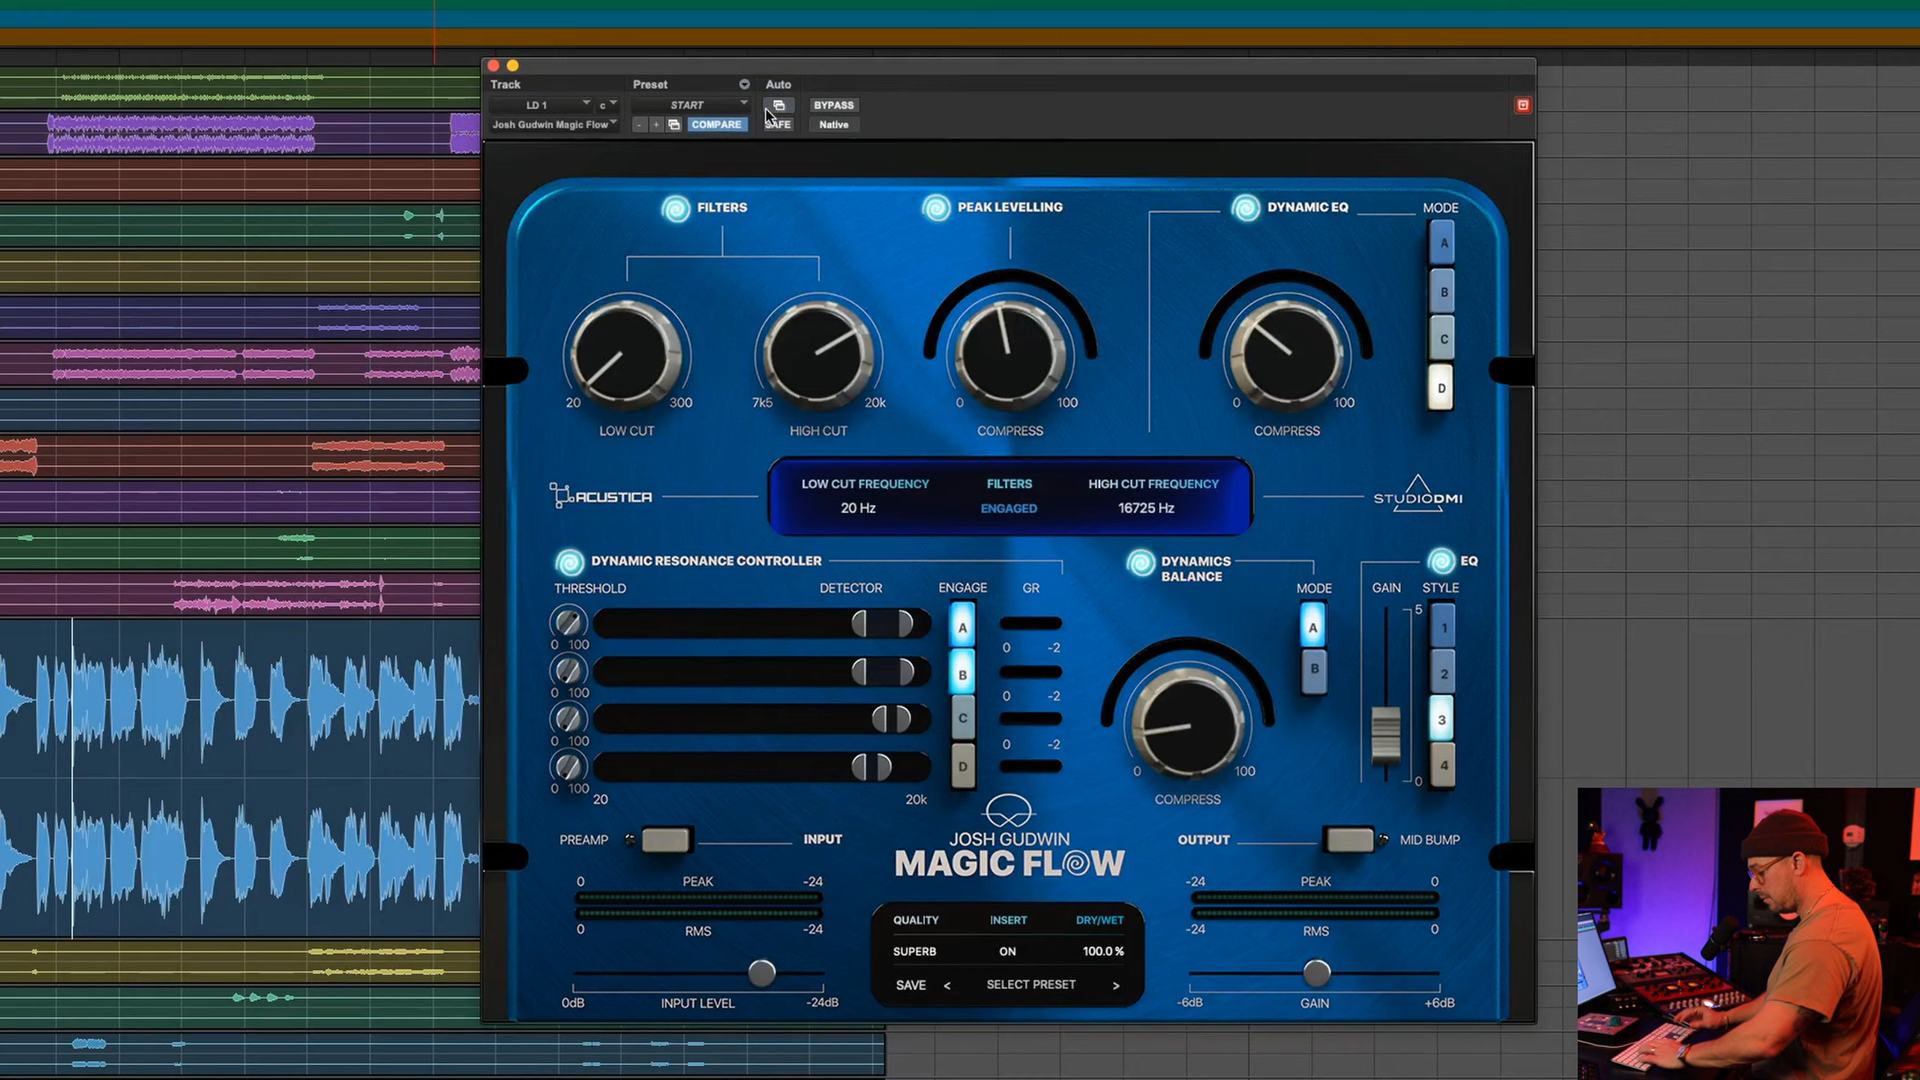 Track Preset Auto
LD 1 c START BYPASS
Josh Gudwin Magic Flow - + COMPARE SAFE Native
FILTERS PEAK LEVELLING DYNAMIC EQ MODE
A
B
C
D
20 300 7k5 20k 0 100 0 100
LOW CUT HIGH CUT COMPRESS COMPRESS
LOW CUT FREQUENCY FILTERS HIGH CUT FREQUENCY
20 Hz ENGAGED 16725 Hz
ACUSTICA STUDIODMI
DYNAMIC RESONANCE CONTROLLER
THRESHOLD DETECTOR ENGAGE GR
A
0 100 0 -2
B
0 100 0 -2
C
0 100 0 -2
D
0 100
20 20k
DYNAMICS
BALANCE
MODE
A
B
0 100
COMPRESS
EQ
GAIN STYLE
5 1
2
3
0 4
PREAMP INPUT
0 PEAK -24
0 RMS -24
0dB INPUT LEVEL -24dB
JOSH GUDWIN
MAGIC FLOW
QUALITY INSERT DRY/WET
SUPERB ON 100.0 %
SAVE < SELECT PRESET >
OUTPUT MID BUMP
-24 PEAK 0
-24 RMS 0
-6dB GAIN +6dB